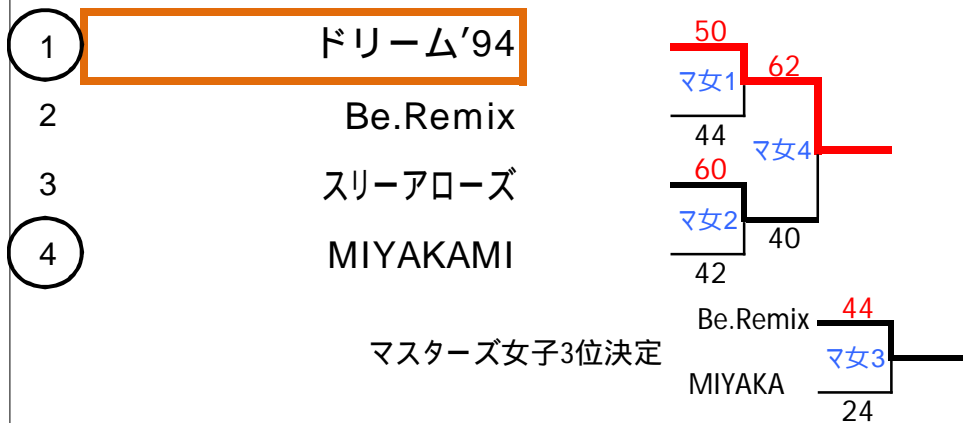 1 ドリーム'94 50
マ女1 62
2 Be.Remix 44
マ女4
3 スリーアローズ 60
マ女2 40
4 MIYAKAMI 42
Be.Remix 44
マスターズ女子3位決定 マ女3
MIYAKA 24